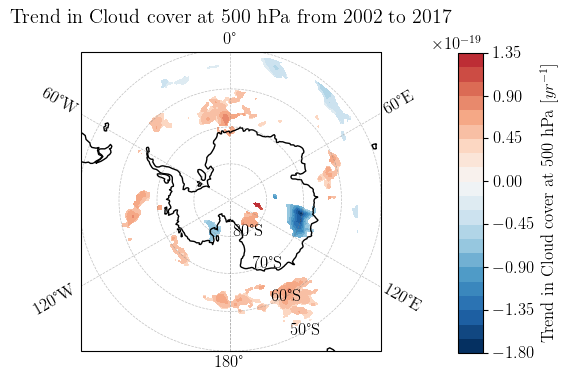 Trend in Cloud cover at 500 hPa from 2002 to 2017
0°
×10⁻¹⁹
60°W
60°E
80°S
70°S
60°S
50°S
120°W
120°E
180°
1.35
0.90
0.45
0.00
−0.45
−0.90
−1.35
−1.80
Trend in Cloud cover at 500 hPa [yr⁻¹]